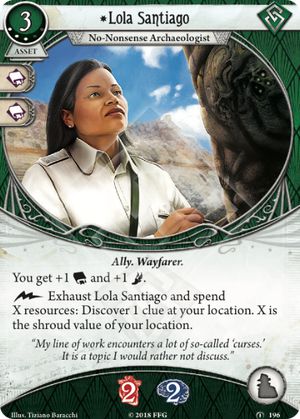 3
*Lola Santiago
ASSET
No-Nonsense Archaeologist
Ally. Wayfarer.
You get +1 and +1 .
Exhaust Lola Santiago and spend
X resources: Discover 1 clue at your location. X is
the shroud value of your location.
“My line of work encounters a lot of so-called ‘curses.’
It is a topic I would rather not discuss.”
2 2
Illus. Tiziano Baracchi © 2018 FFG 196